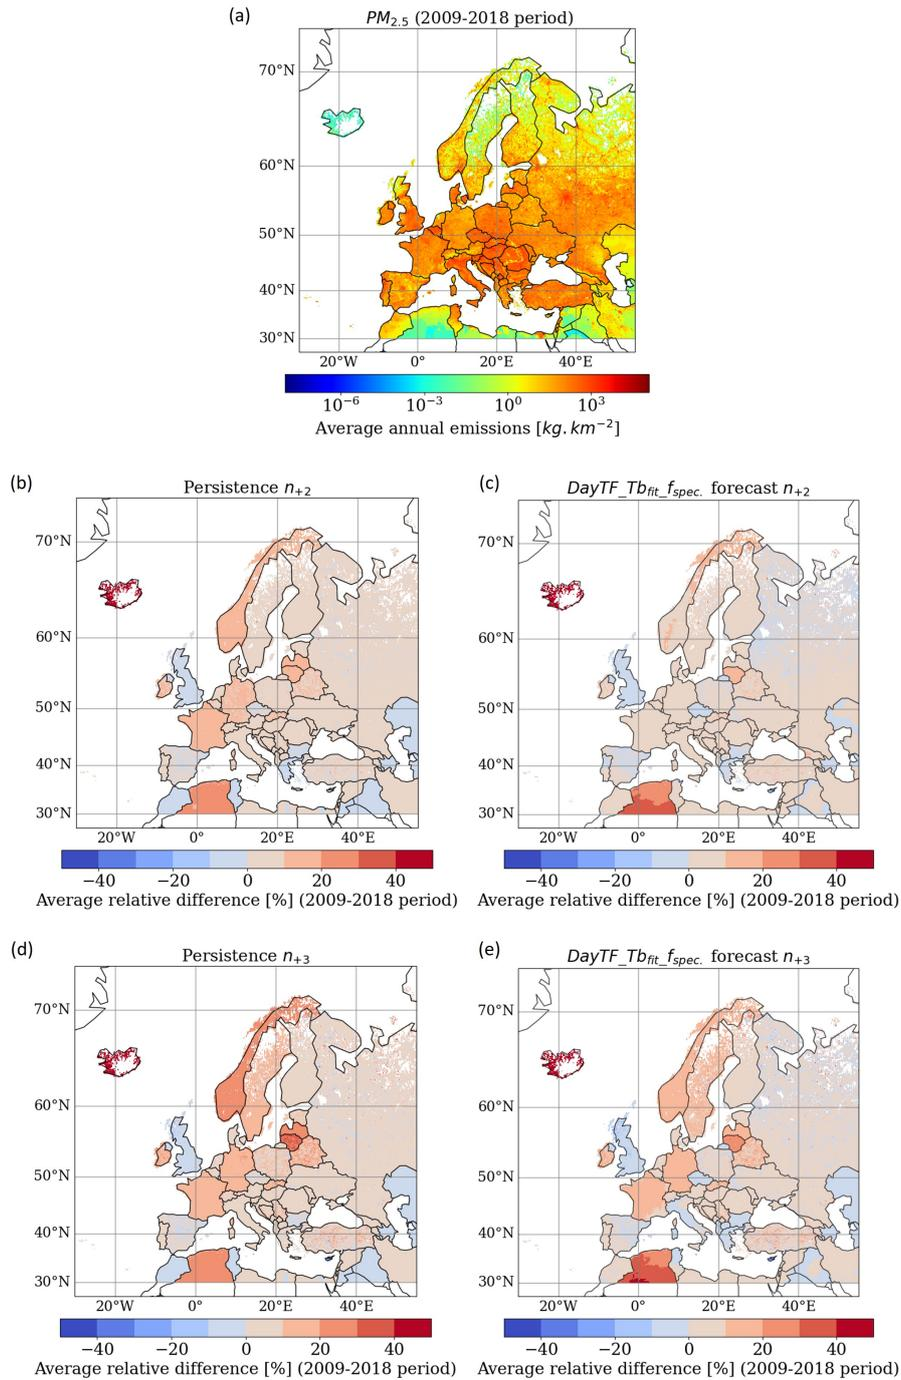 (a)
PM2.5 (2009-2018 period)
70°N
60°N
50°N
40°N
30°N
20°W 0° 20°E 40°E
10−6 10−3 100 103
Average annual emissions [kg.km−2]
(b)
Persistence n+2
70°N
60°N
50°N
40°N
30°N
20°W 0° 20°E 40°E
−40 −20 0 20 40
Average relative difference [%] (2009-2018 period)
(c)
DayTF_Tbfit_fspec. forecast n+2
70°N
60°N
50°N
40°N
30°N
20°W 0° 20°E 40°E
−40 −20 0 20 40
Average relative difference [%] (2009-2018 period)
(d)
Persistence n+3
70°N
60°N
50°N
40°N
30°N
20°W 0° 20°E 40°E
−40 −20 0 20 40
Average relative difference [%] (2009-2018 period)
(e)
DayTF_Tbfit_fspec. forecast n+3
70°N
60°N
50°N
40°N
30°N
20°W 0° 20°E 40°E
−40 −20 0 20 40
Average relative difference [%] (2009-2018 period)